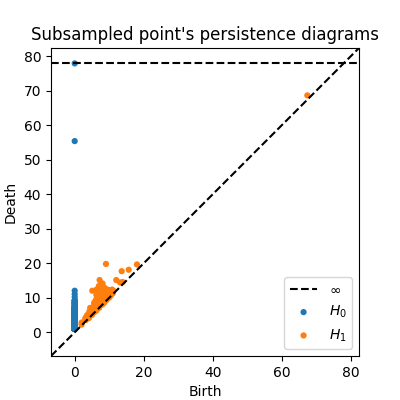 Subsampled point's persistence diagrams
80
70
60
50
40
30
20
10
0
Death
∞
H₀
H₁
0 20 40 60 80
Birth